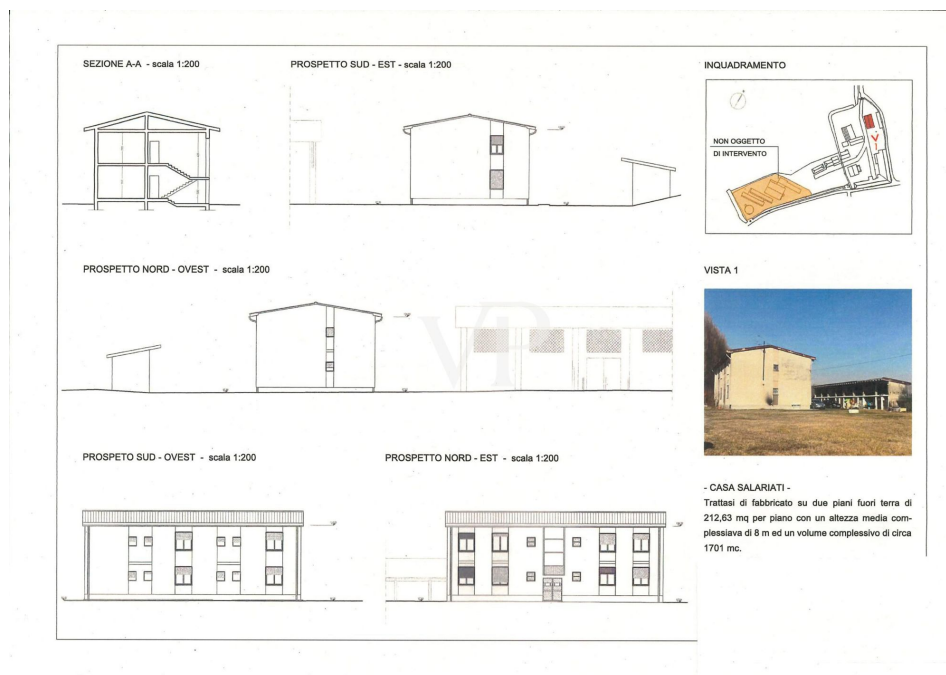 SEZIONE A-A - scala 1:200
PROSPETTO SUD - EST - scala 1:200
INQUADRAMENTO
NON OGGETTO
DI INTERVENTO
PROSPETTO NORD - OVEST - scala 1:200
VISTA 1
VP
PROSPETO SUD - OVEST - scala 1:200
PROSPETTO NORD - EST - scala 1:200
- CASA SALARIATI -
Trattasi di fabbricato su due piani fuori terra di
212,63 mq per piano con un altezza media com-
plessiava di 8 m ed un volume complessivo di circa
1701 mc.